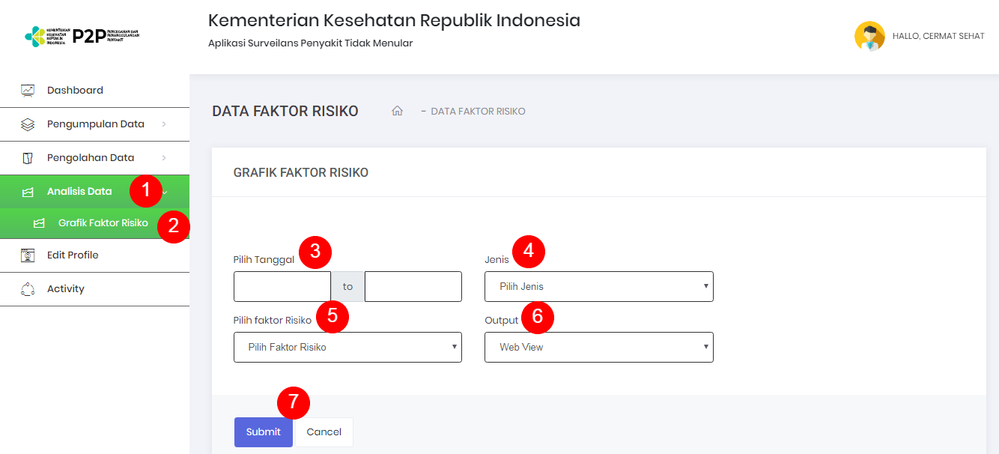 KEMENTERIAN
KESEHATAN
REPUBLIK
INDONESIA
P2P
PENCEGAHAN DAN
PENANGGULANGAN
PENYAKIT
Kementerian Kesehatan Republik Indonesia
Aplikasi Surveilans Penyakit Tidak Menular
HALLO, CERMAT SEHAT
Dashboard
Pengumpulan Data
Pengolahan Data
Analisis Data 1
Grafik Faktor Risiko 2
Edit Profile
Activity
DATA FAKTOR RISIKO - DATA FAKTOR RISIKO
GRAFIK FAKTOR RISIKO
Pilih Tanggal 3
to
Jenis 4
Pilih Jenis
Pilih faktor Risiko 5
Pilih Faktor Risiko
Output 6
Web View
7
Submit Cancel